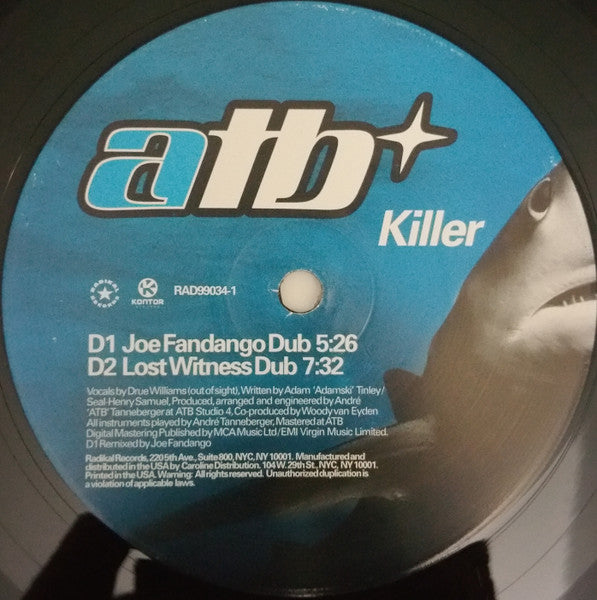 atb
Killer
RADIKAL RECORDS
KONTOR
RAD99034-1
D1 Joe Fandango Dub 5:26
D2 Lost Witness Dub 7:32
Vocals by Drue Williams (out of sight), Written by Adam 'Adamski' Tinley/
Seal-Henry Samuel, Produced, arranged and engineered by André
'ATB' Tanneberger at ATB Studio 4, Co-produced by Woody van Eyden
All instruments played by André Tanneberger, Mastered at ATB
Digital Mastering Published by MCA Music Ltd / EMI Virgin Music Limited.
D1 Remixed by Joe Fandango
Radikal Records, 220 5th Ave., Suite 800, NYC, NY 10001. Manufactured and
distributed in the USA by Caroline Distribution. 104 W. 29th St., NYC, NY 10001.
Printed in the USA. Warning: All rights reserved. Unauthorized duplication is
a violation of applicable laws.